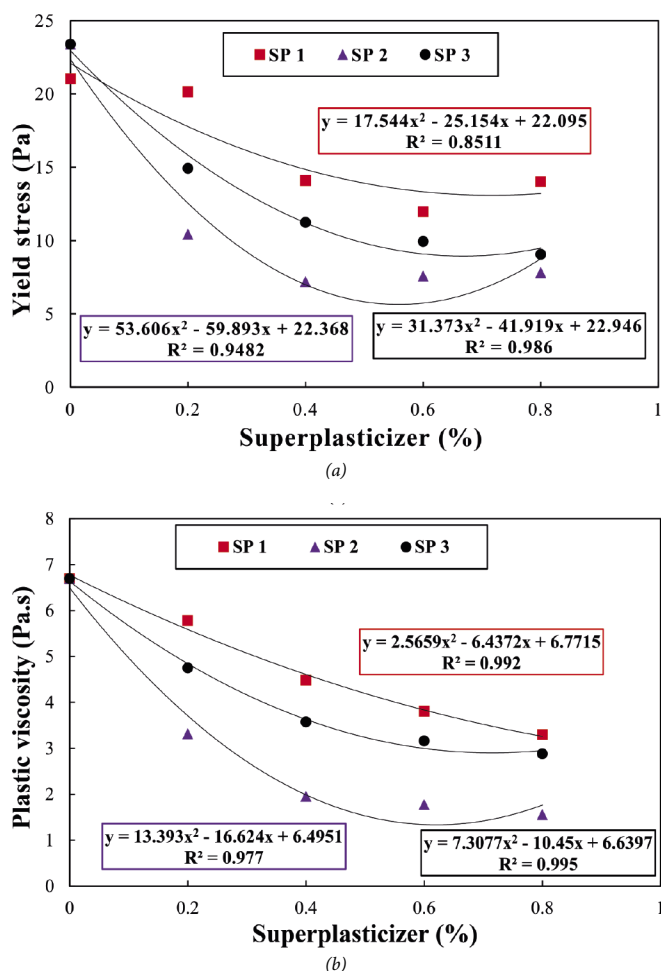 25
20
15
10
5
0
Yield stress (Pa)
SP 1 SP 2 SP 3
y = 17.544x² - 25.154x + 22.095
R² = 0.8511
y = 53.606x² - 59.893x + 22.368
R² = 0.9482
y = 31.373x² - 41.919x + 22.946
R² = 0.986
0 0.2 0.4 0.6 0.8 1
Superplasticizer (%)
(a)
8
7
6
5
4
3
2
1
0
Plastic viscosity (Pa.s)
SP 1 SP 2 SP 3
y = 2.5659x² - 6.4372x + 6.7715
R² = 0.992
y = 13.393x² - 16.624x + 6.4951
R² = 0.977
y = 7.3077x² - 10.45x + 6.6397
R² = 0.995
0 0.2 0.4 0.6 0.8 1
Superplasticizer (%)
(b)